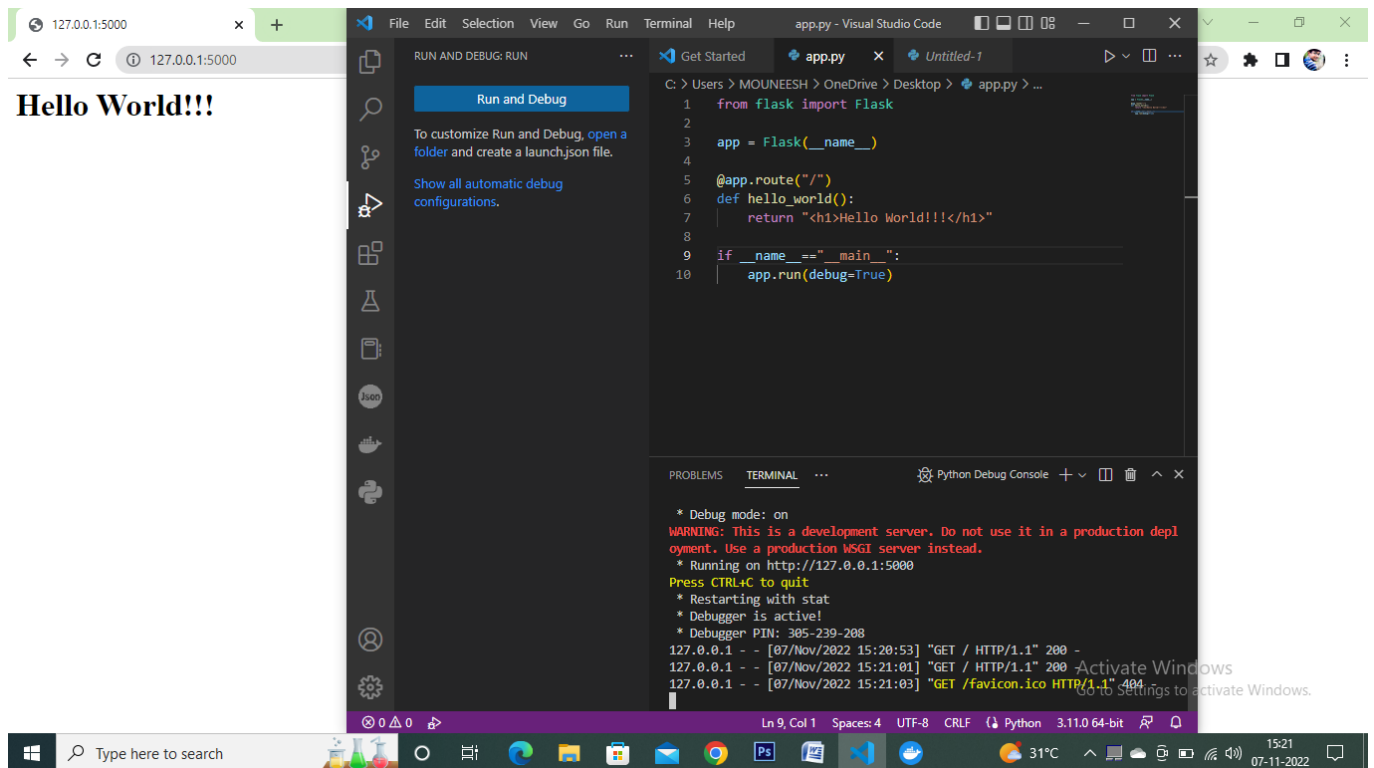 127.0.0.1:5000
127.0.0.1:5000
Hello World!!!
File Edit Selection View Go Run Terminal Help app.py - Visual Studio Code
RUN AND DEBUG: RUN
Run and Debug
To customize Run and Debug, open a
folder and create a launch.json file.
Show all automatic debug
configurations.
Get Started app.py Untitled-1
C: > Users > MOUNEESH > OneDrive > Desktop > app.py > ...
1 from flask import Flask
2
3 app = Flask(__name__)
4
5 @app.route("/")
6 def hello_world():
7     return "<h1>Hello World!!!</h1>"
8
9 if __name__=="__main__":
10     app.run(debug=True)
Json
PROBLEMS TERMINAL ... Python Debug Console
* Debug mode: on
WARNING: This is a development server. Do not use it in a production depl
oyment. Use a production WSGI server instead.
* Running on http://127.0.0.1:5000
Press CTRL+C to quit
* Restarting with stat
* Debugger is active!
* Debugger PIN: 305-239-208
127.0.0.1 - - [07/Nov/2022 15:20:53] "GET / HTTP/1.1" 200 -
127.0.0.1 - - [07/Nov/2022 15:21:01] "GET / HTTP/1.1" 200 -
127.0.0.1 - - [07/Nov/2022 15:21:03] "GET /favicon.ico HTTP/1.1" 404 -
Activate Windows
Go to Settings to activate Windows.
0 0 Ln 9, Col 1 Spaces: 4 UTF-8 CRLF Python 3.11.0 64-bit
Type here to search Ps 31°C 15:21
07-11-2022